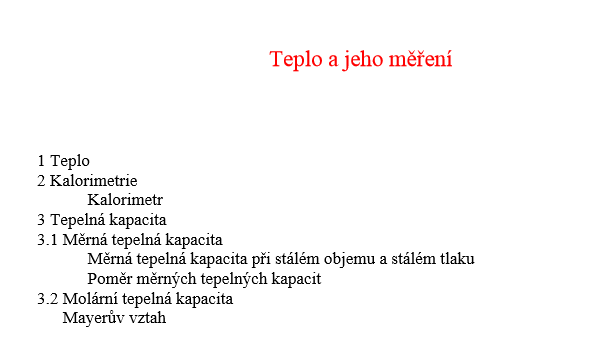 Teplo a jeho měření
1 Teplo
2 Kalorimetrie
Kalorimetr
3 Tepelná kapacita
3.1 Měrná tepelná kapacita
Měrná tepelná kapacita při stálém objemu a stálém tlaku
Poměr měrných tepelných kapacit
3.2 Molární tepelná kapacita
Mayerův vztah